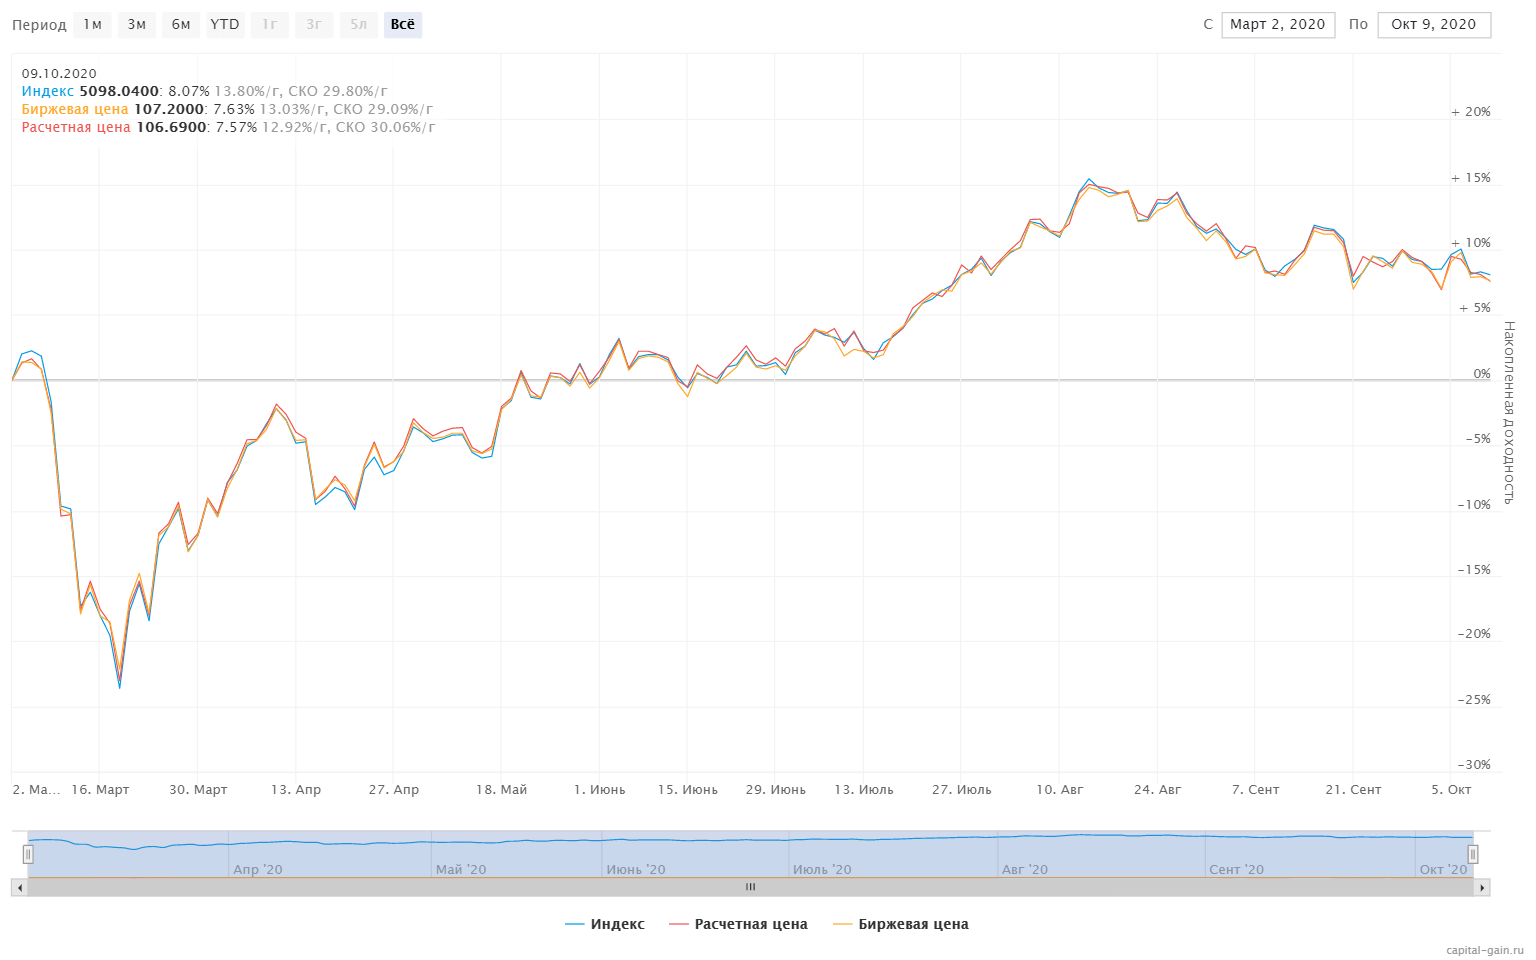 Период 1м 3м 6м YTD 1г 3г 5л Всё С Март 2, 2020 По Окт 9, 2020
09.10.2020
Индекс 5098.0400: 8.07% 13.80%/г, СКО 29.80%/г
Биржевая цена 107.2000: 7.63% 13.03%/г, СКО 29.09%/г
Расчетная цена 106.6900: 7.57% 12.92%/г, СКО 30.06%/г
+ 20%
+ 15%
+ 10%
+ 5%
0%
−5%
−10%
−15%
−20%
−25%
−30%
Накопленная доходность
2. Ма… 16. Март 30. Март 13. Апр 27. Апр 18. Май 1. Июнь 15. Июнь 29. Июнь 13. Июль 27. Июль 10. Авг 24. Авг 7. Сент 21. Сент 5. Окт
Апр '20 Май '20 Июнь '20 Июль '20 Авг '20 Сент '20 Окт '20
Индекс Расчетная цена Биржевая цена
capital-gain.ru